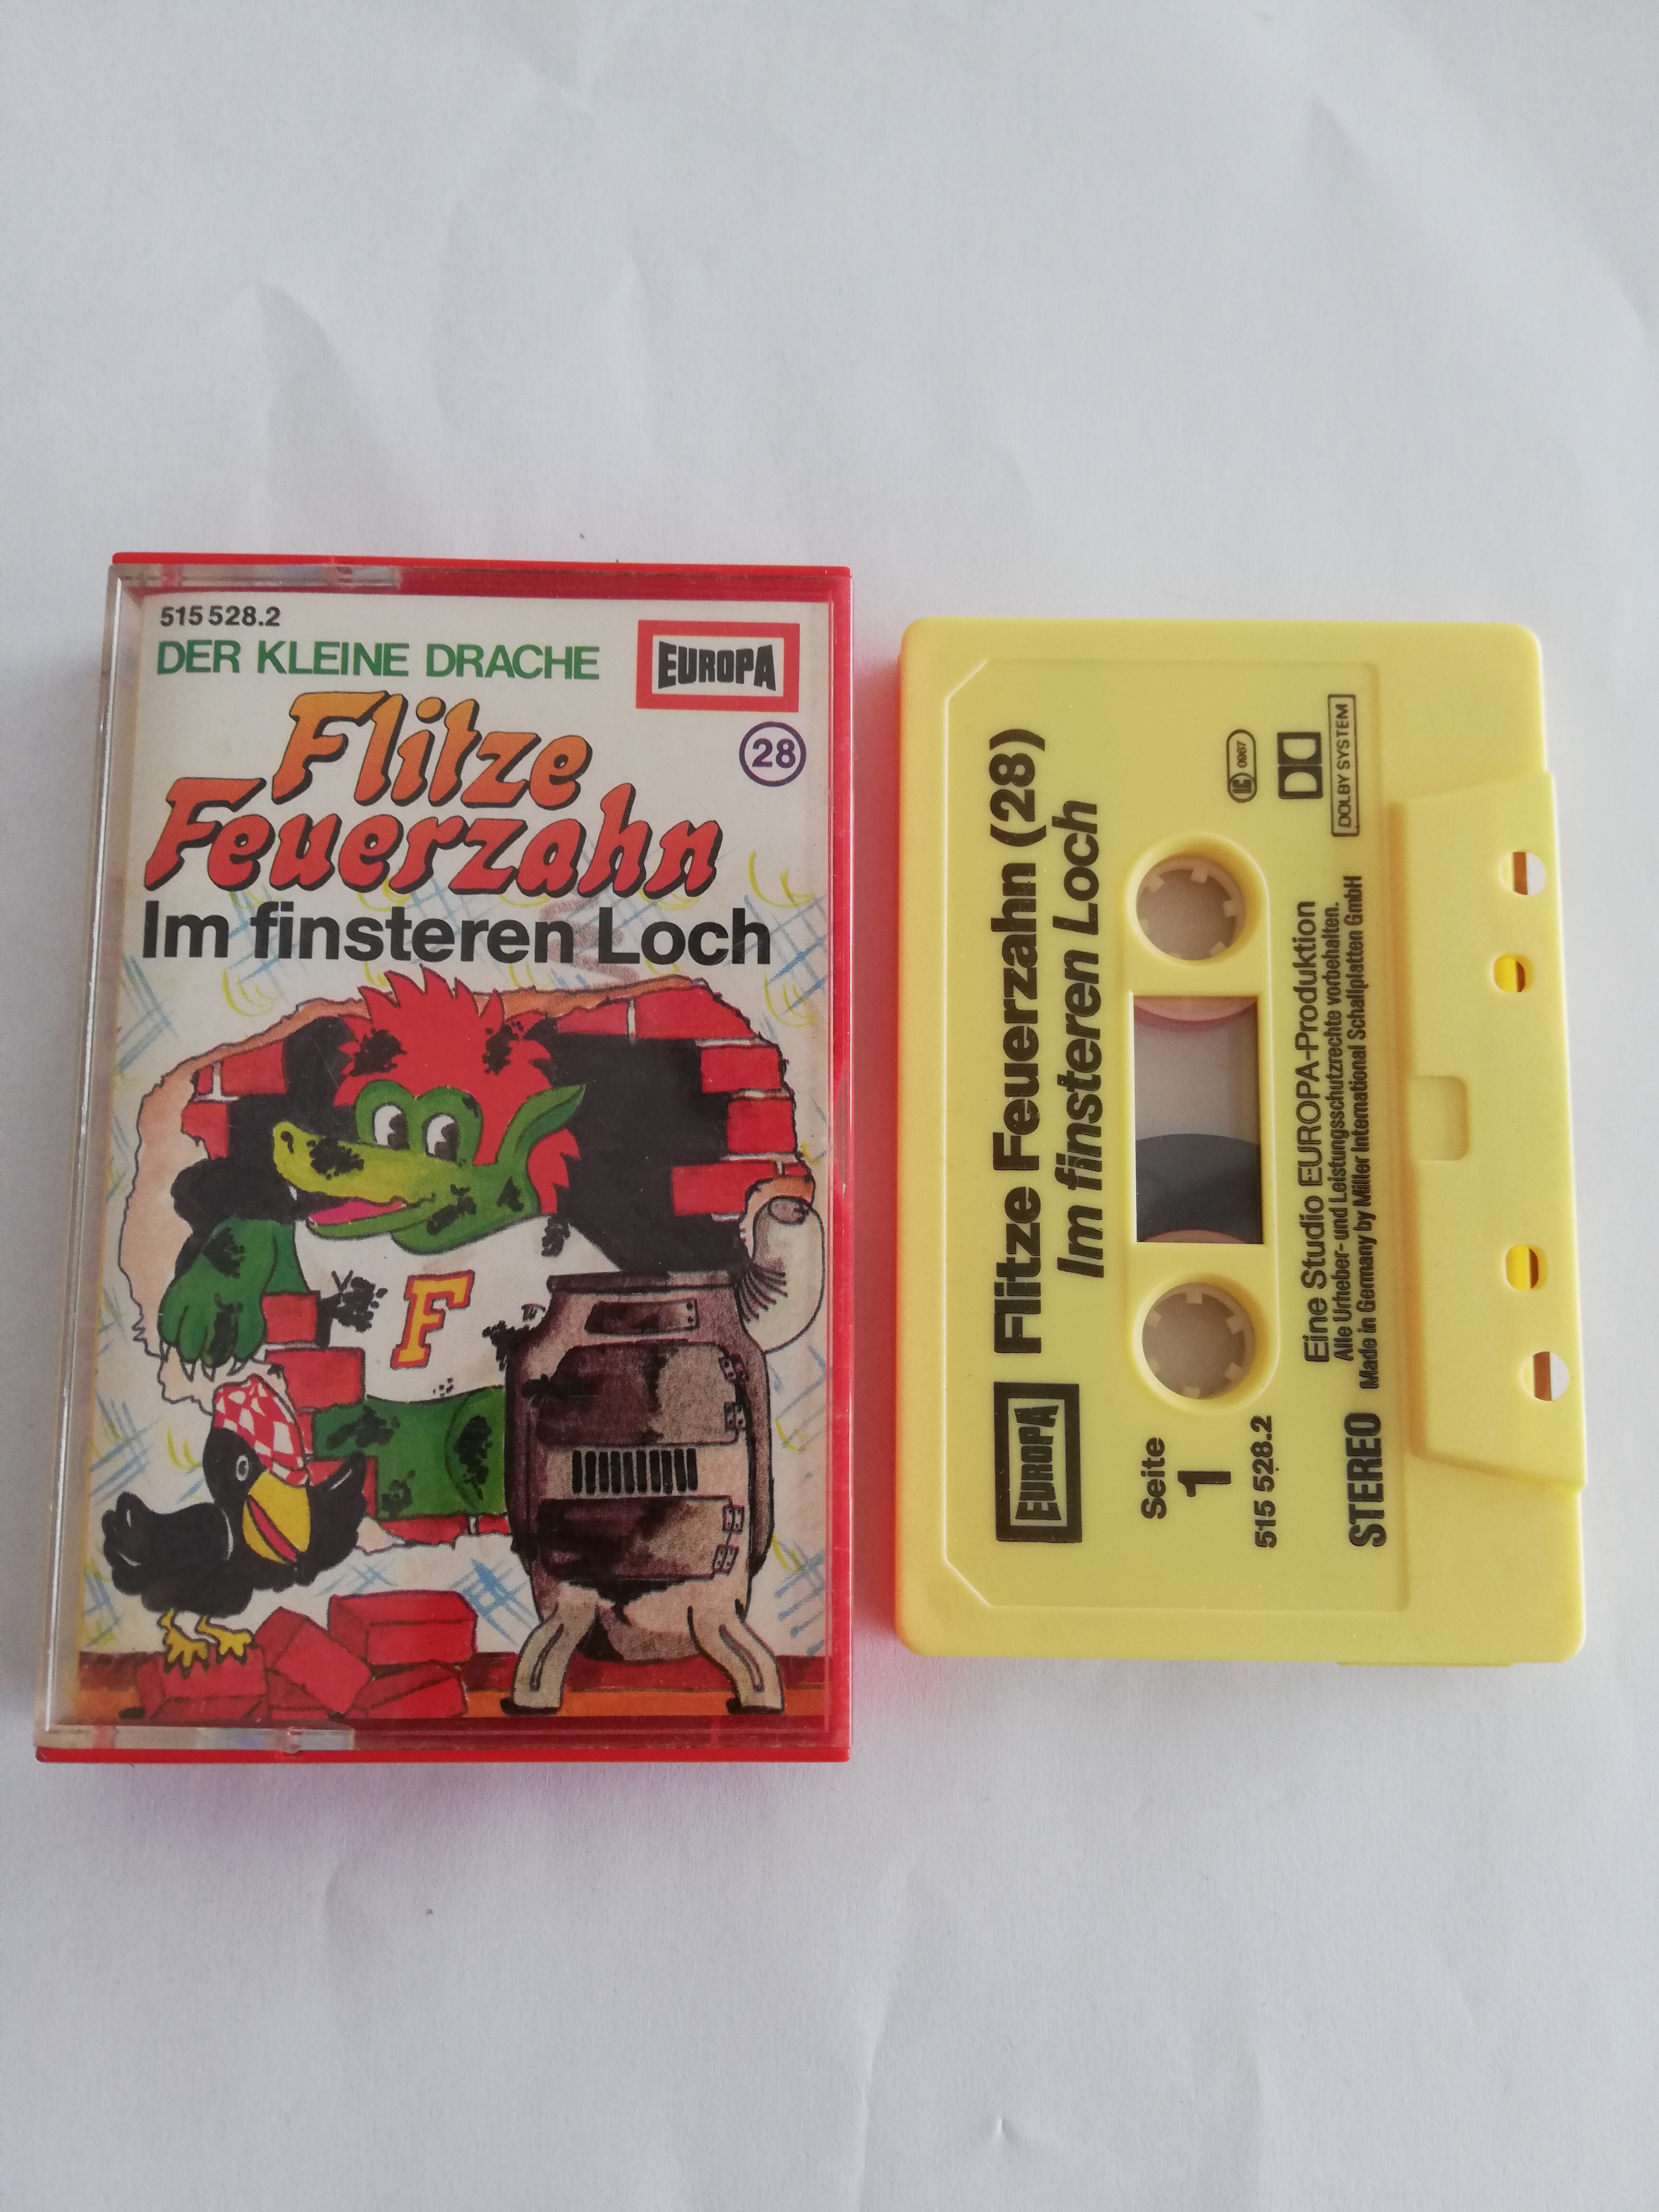 515 528.2
DER KLEINE DRACHE
EUROPA
Flitze
28
Feuerzahn
Im finsteren Loch
F
EUROPA
Flitze Feuerzahn (28)
Im finsteren Loch
Seite
1
515 528.2
LC 0967
DOLBY SYSTEM
Eine Studio EUROPA-Produktion
Alle Urheber- und Leistungsschutzrechte vorbehalten.
STEREO Made in Germany by Miller International Schallplatten GmbH